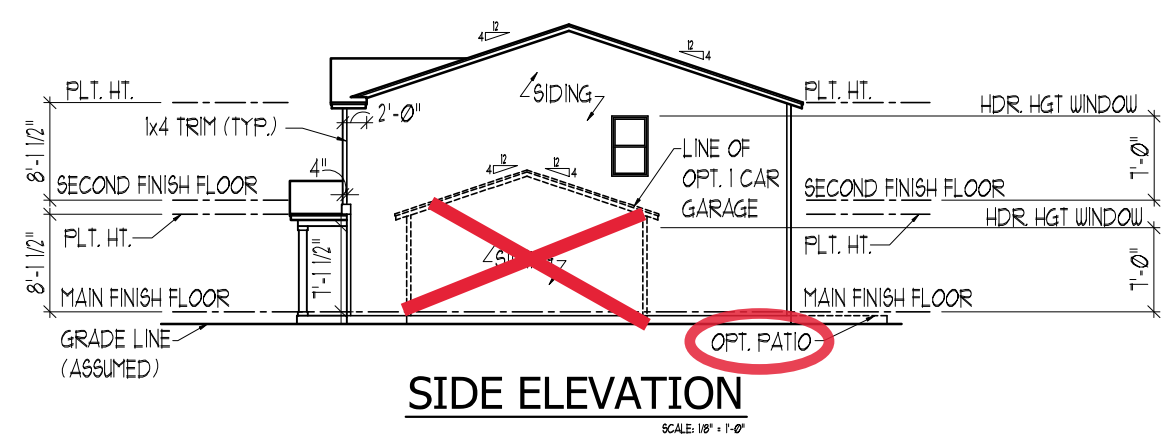 12
4
12
4
PLT. HT.
PLT. HT.
HDR. HGT WINDOW
SIDING
2'-0"
1x4 TRIM (TYP.)
8'-1 1/2"
7'-0"
12
4
12
4
LINE OF
OPT. 1 CAR
GARAGE
4"
SECOND FINISH FLOOR
SECOND FINISH FLOOR
HDR. HGT WINDOW
PLT. HT.
PLT. HT.
8'-1 1/2"
7'-1 1/2"
7'-0"
MAIN FINISH FLOOR
MAIN FINISH FLOOR
GRADE LINE
(ASSUMED)
OPT. PATIO
SIDE ELEVATION
SCALE: 1/8" = 1'-0"